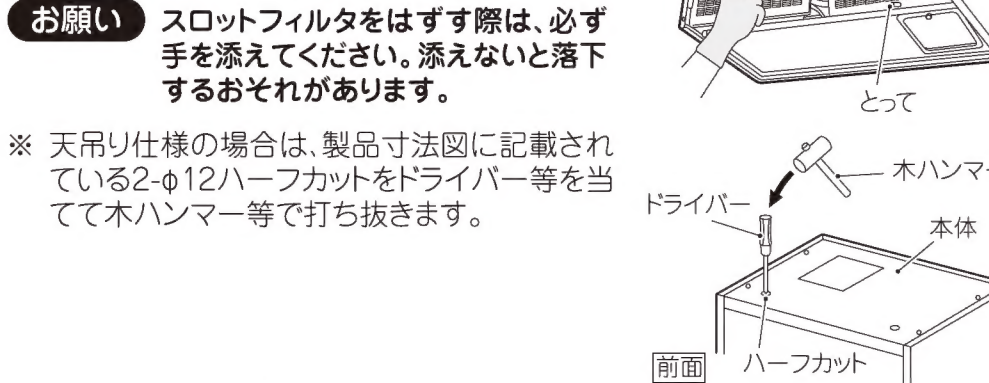 お願い
スロットフィルタをはずす際は、必ず
手を添えてください。添えないと落下
するおそれがあります。
※ 天吊り仕様の場合は、製品寸法図に記載され
ている2-φ12ハーフカットをドライバー等を当
てて木ハンマー等で打ち抜きます。
とって
木ハンマー
ドライバー
本体
前面
ハーフカット